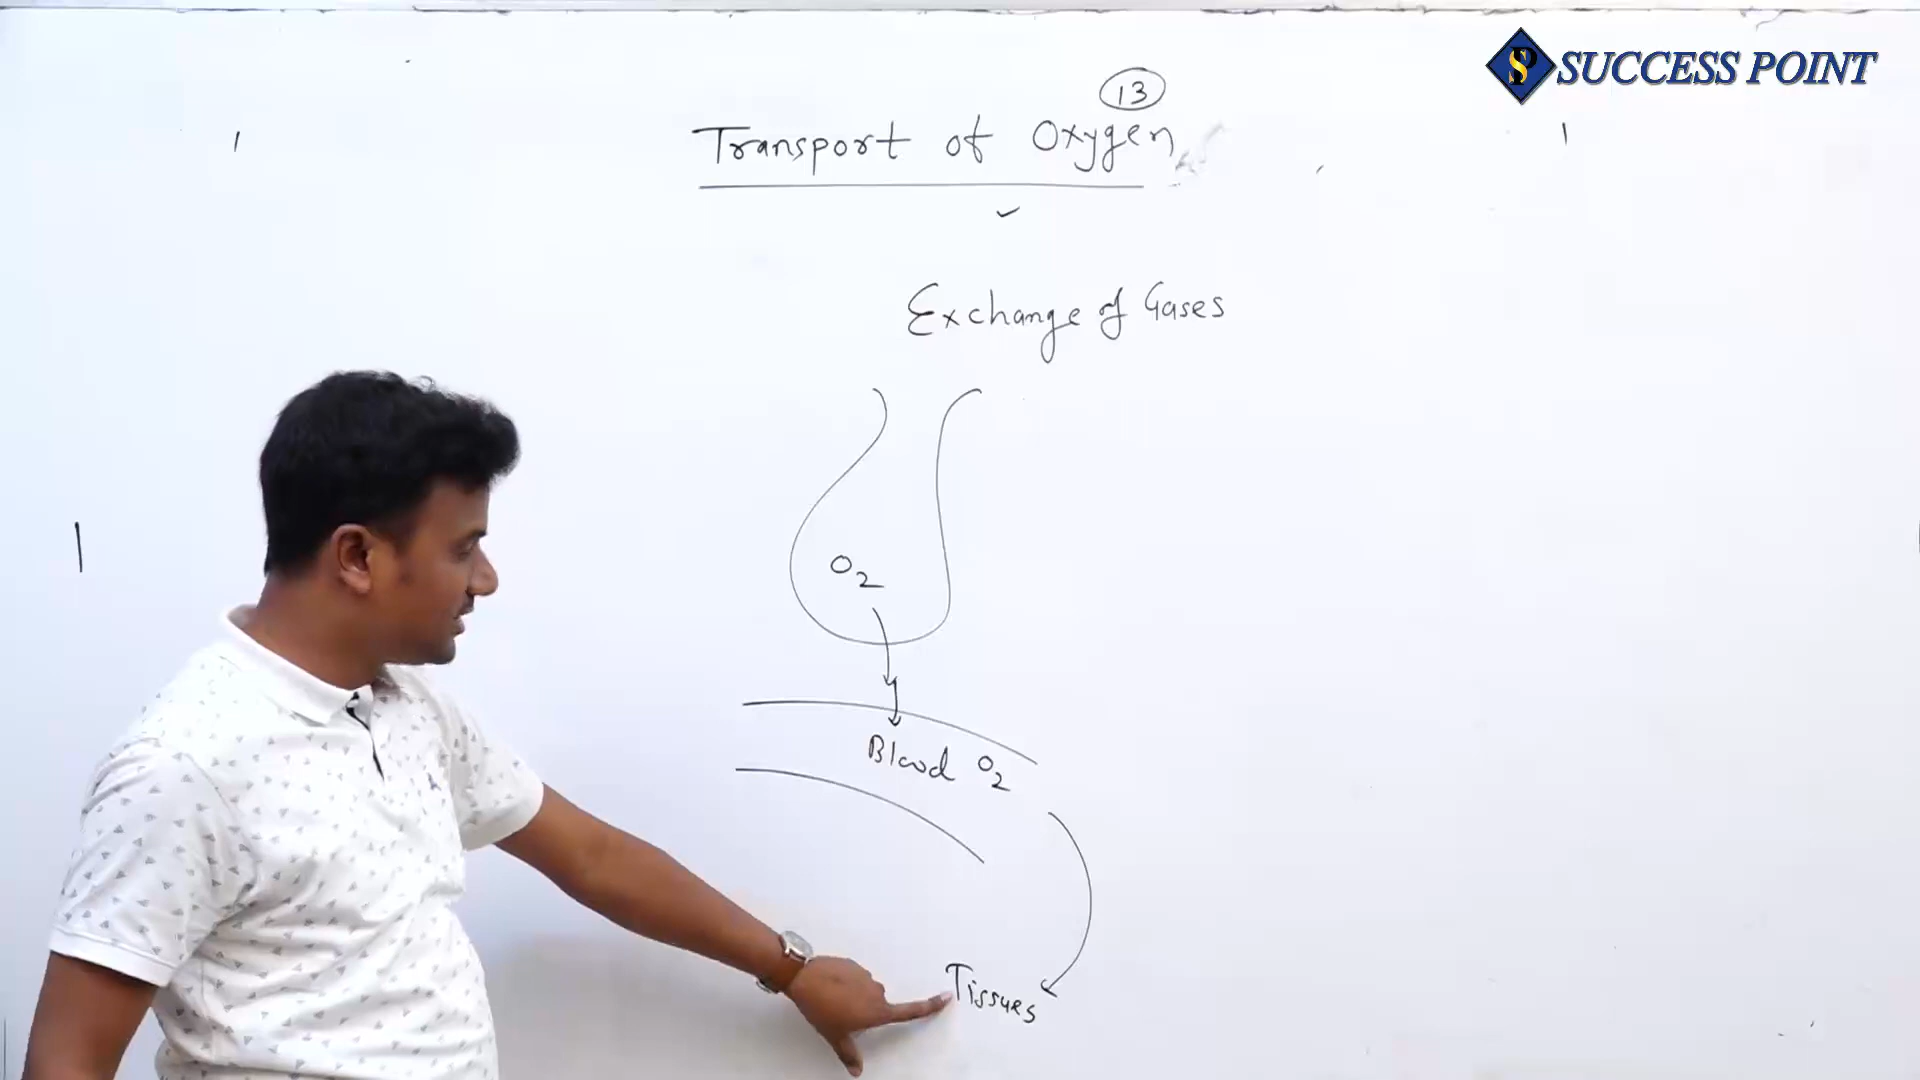 SUCCESS POINT
13
Transport of Oxygen
Exchange of Gases
O2
Blood O2
Tissues